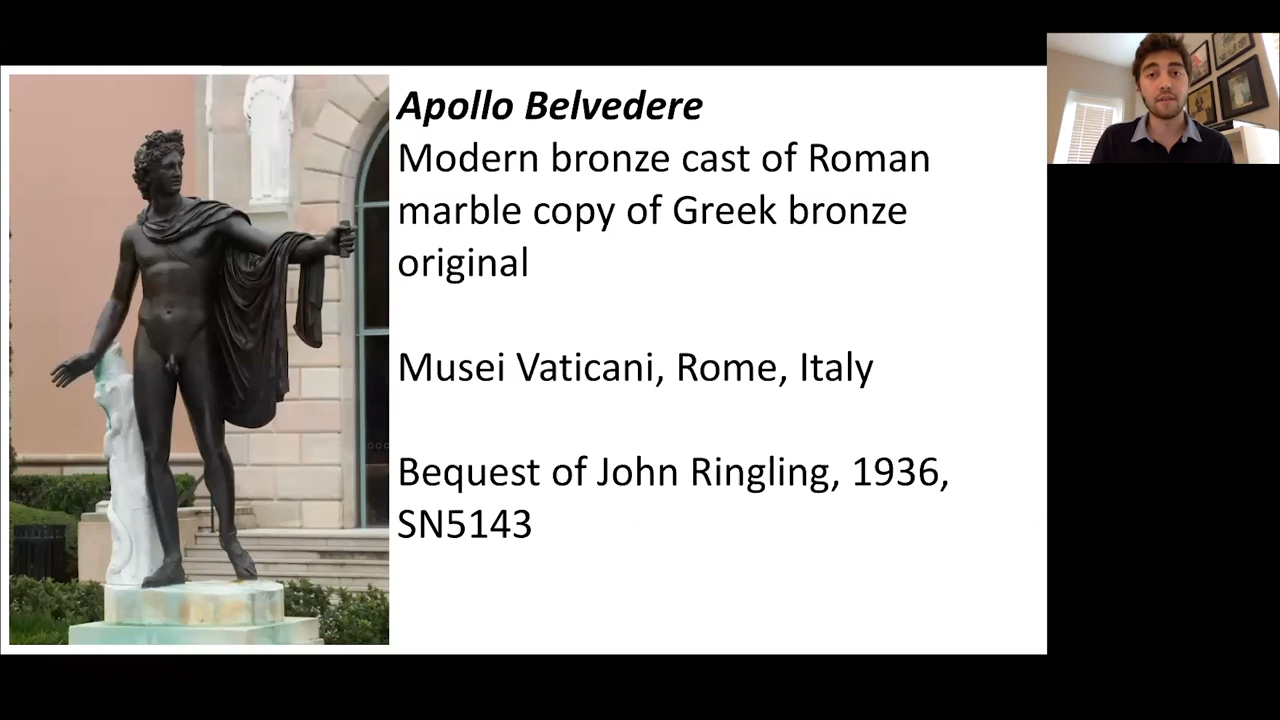 Apollo Belvedere
Modern bronze cast of Roman
marble copy of Greek bronze
original
Musei Vaticani, Rome, Italy
Bequest of John Ringling, 1936,
SN5143